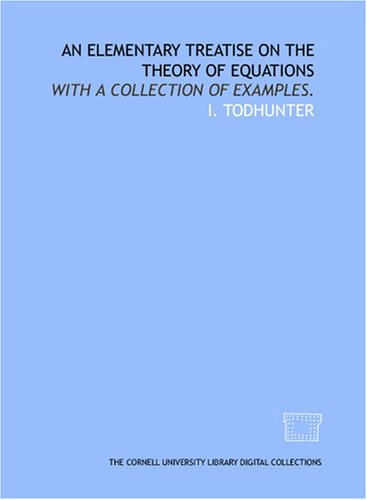 AN ELEMENTARY TREATISE ON THE
THEORY OF EQUATIONS
WITH A COLLECTION OF EXAMPLES.
I. TODHUNTER
THE CORNELL UNIVERSITY LIBRARY DIGITAL COLLECTIONS